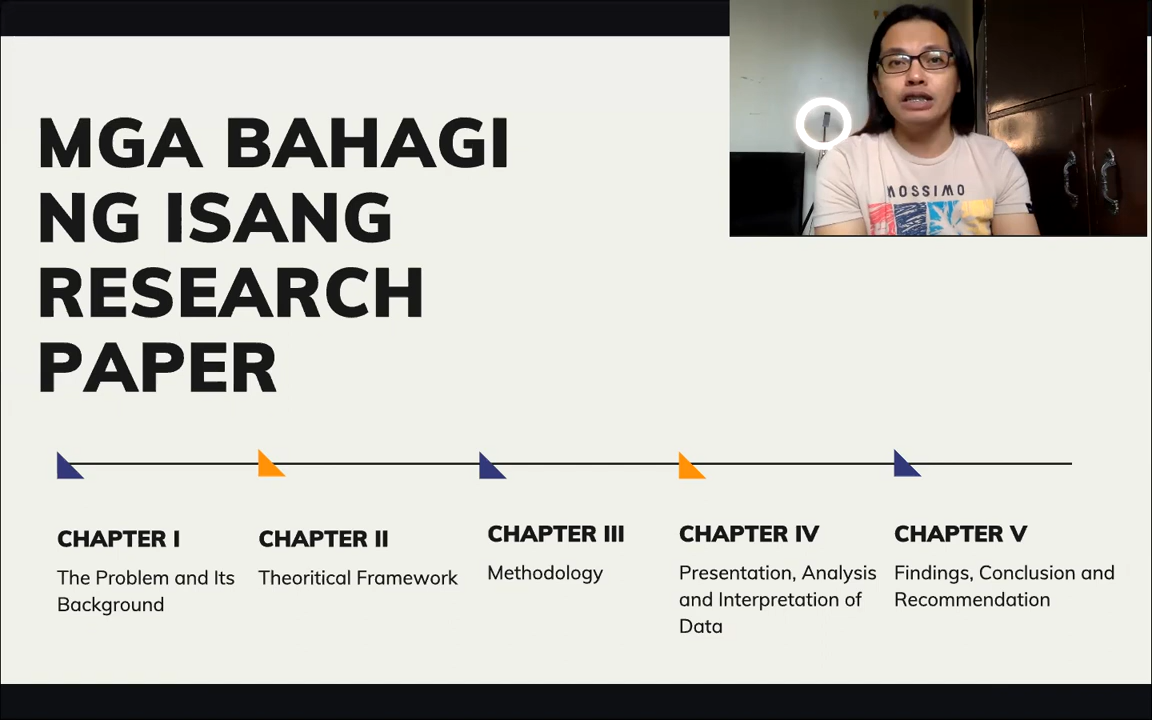 MGA BAHAGI
NG ISANG
RESEARCH
PAPER
MOSSIMO
CHAPTER I
The Problem and Its
Background
CHAPTER II
Theoritical Framework
CHAPTER III
Methodology
CHAPTER IV
Presentation, Analysis
and Interpretation of
Data
CHAPTER V
Findings, Conclusion and
Recommendation